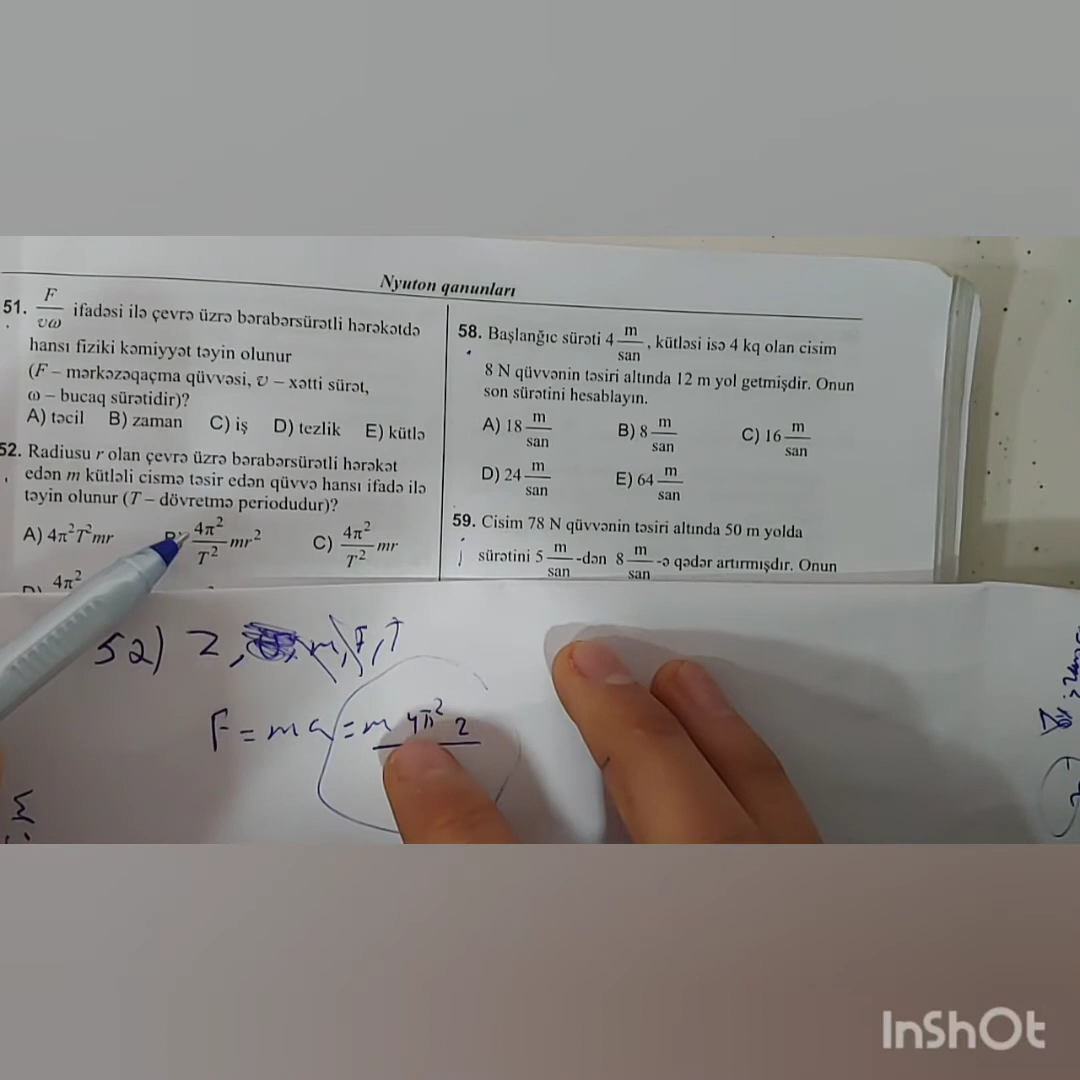 Nyuton qanunları
51. F/vω ifadəsi ilə çevrə üzrə bərabərsürətli hərəkətdə
hansı fiziki kəmiyyət təyin olunur
(F – mərkəzəqaçma qüvvəsi, v – xətti sürət,
ω – bucaq sürətidir)?
A) təcil B) zaman C) iş D) tezlik E) kütlə
52. Radiusu r olan çevrə üzrə bərabərsürətli hərəkət
edən m kütləli cismə təsir edən qüvvə hansı ifadə ilə
təyin olunur (T – dövretmə periodudur)?
A) 4π²T²mr B) 4π²/T² mr² C) 4π²/T² mr
D) 4π²
58. Başlanğıc sürəti 4 m/san, kütləsi isə 4 kq olan cisim
8 N qüvvənin təsiri altında 12 m yol getmişdir. Onun
son sürətini hesablayın.
A) 18 m/san B) 8 m/san C) 16 m/san
D) 24 m/san E) 64 m/san
59. Cisim 78 N qüvvənin təsiri altında 50 m yolda
sürətini 5 m/san-dən 8 m/san-ə qədər artırmışdır. Onun
52) r, m, F, T
F = ma = m 4π² r
InShOt